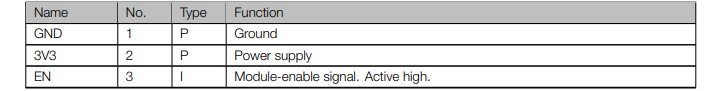 Name No. Type Function
GND 1 P Ground
3V3 2 P Power supply
EN 3 I Module-enable signal. Active high.